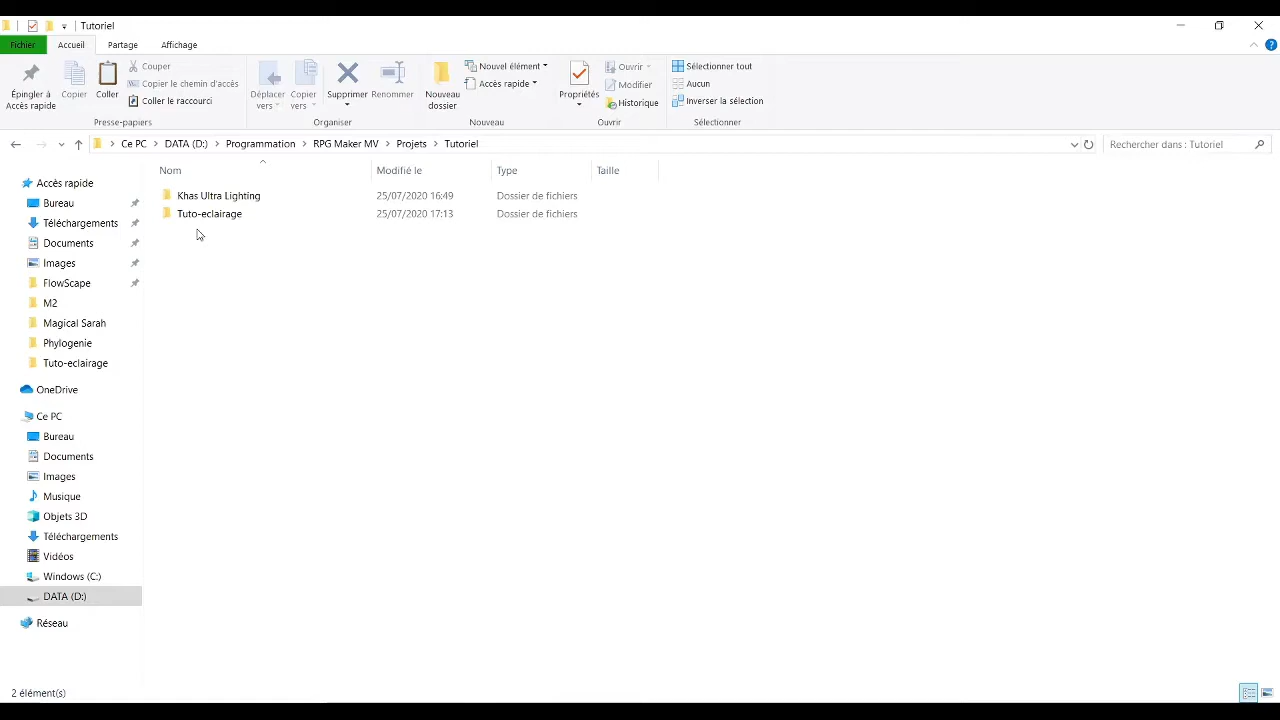 Tutoriel
Fichier Accueil Partage Affichage
Épingler à Accès rapide
Copier
Coller
Couper
Copier le chemin d'accès
Coller le raccourci
Presse-papiers
Déplacer vers
Copier vers
Supprimer
Renommer
Organiser
Nouveau dossier
Nouvel élément
Accès rapide
Nouveau
Propriétés
Ouvrir
Modifier
Historique
Ouvrir
Sélectionner tout
Aucun
Inverser la sélection
Sélectionner
Ce PC > DATA (D:) > Programmation > RPG Maker MV > Projets > Tutoriel
Rechercher dans : Tutoriel
Nom Modifié le Type Taille
Khas Ultra Lighting 25/07/2020 16:49 Dossier de fichiers
Tuto-eclairage 25/07/2020 17:13 Dossier de fichiers
Accès rapide
Bureau
Téléchargements
Documents
Images
FlowScape
M2
Magical Sarah
Phylogenie
Tuto-eclairage
OneDrive
Ce PC
Bureau
Documents
Images
Musique
Objets 3D
Téléchargements
Vidéos
Windows (C:)
DATA (D:)
Réseau
2 élément(s)